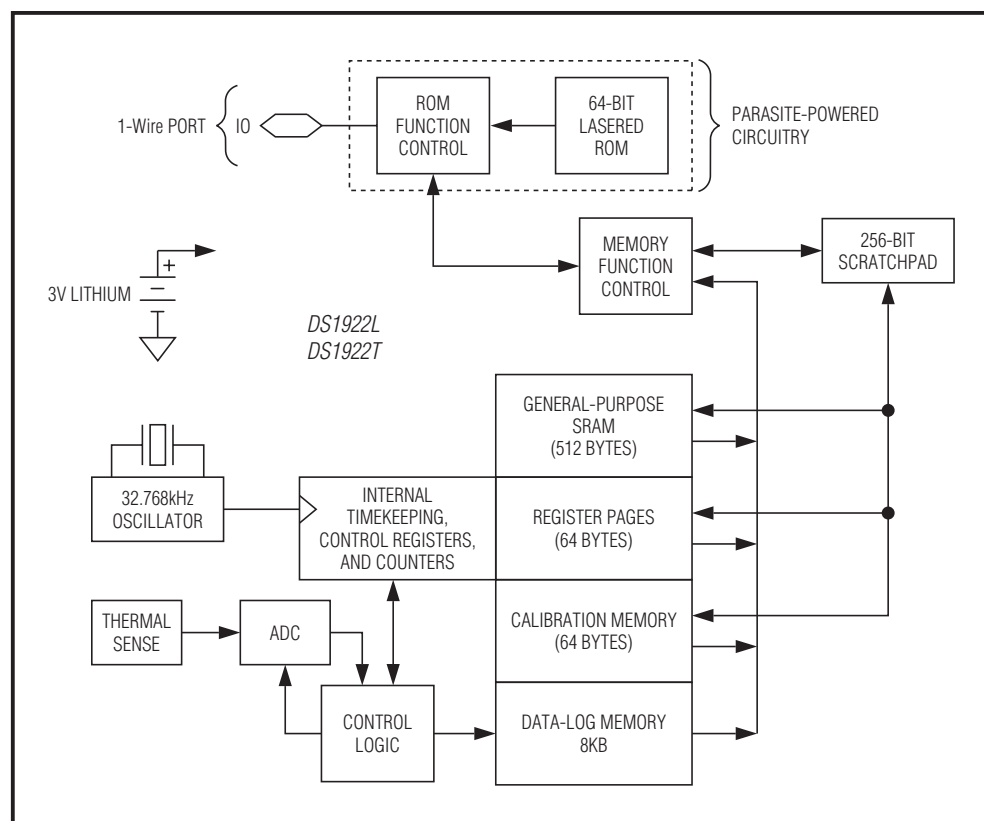 1-Wire PORT
IO
ROM
FUNCTION
CONTROL
64-BIT
LASERED
ROM
PARASITE-POWERED
CIRCUITRY
MEMORY
FUNCTION
CONTROL
256-BIT
SCRATCHPAD
+
3V LITHIUM
DS1922L
DS1922T
GENERAL-PURPOSE
SRAM
(512 BYTES)
32.768kHz
OSCILLATOR
INTERNAL
TIMEKEEPING,
CONTROL REGISTERS,
AND COUNTERS
REGISTER PAGES
(64 BYTES)
THERMAL
SENSE
ADC
CALIBRATION MEMORY
(64 BYTES)
CONTROL
LOGIC
DATA-LOG MEMORY
8KB